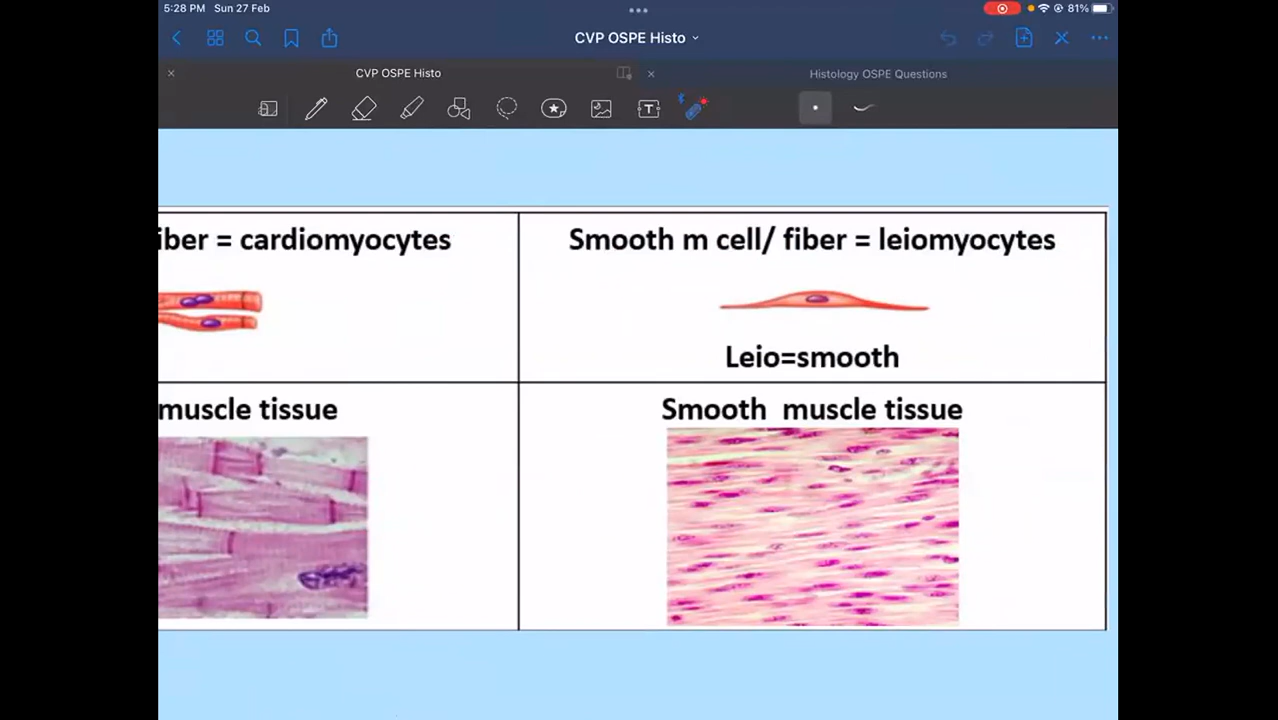 5:28 PM Sun 27 Feb
81%
CVP OSPE Histo
CVP OSPE Histo
Histology OSPE Questions
T
iber = cardiomyocytes
Smooth m cell/ fiber = leiomyocytes
Leio=smooth
muscle tissue
Smooth muscle tissue